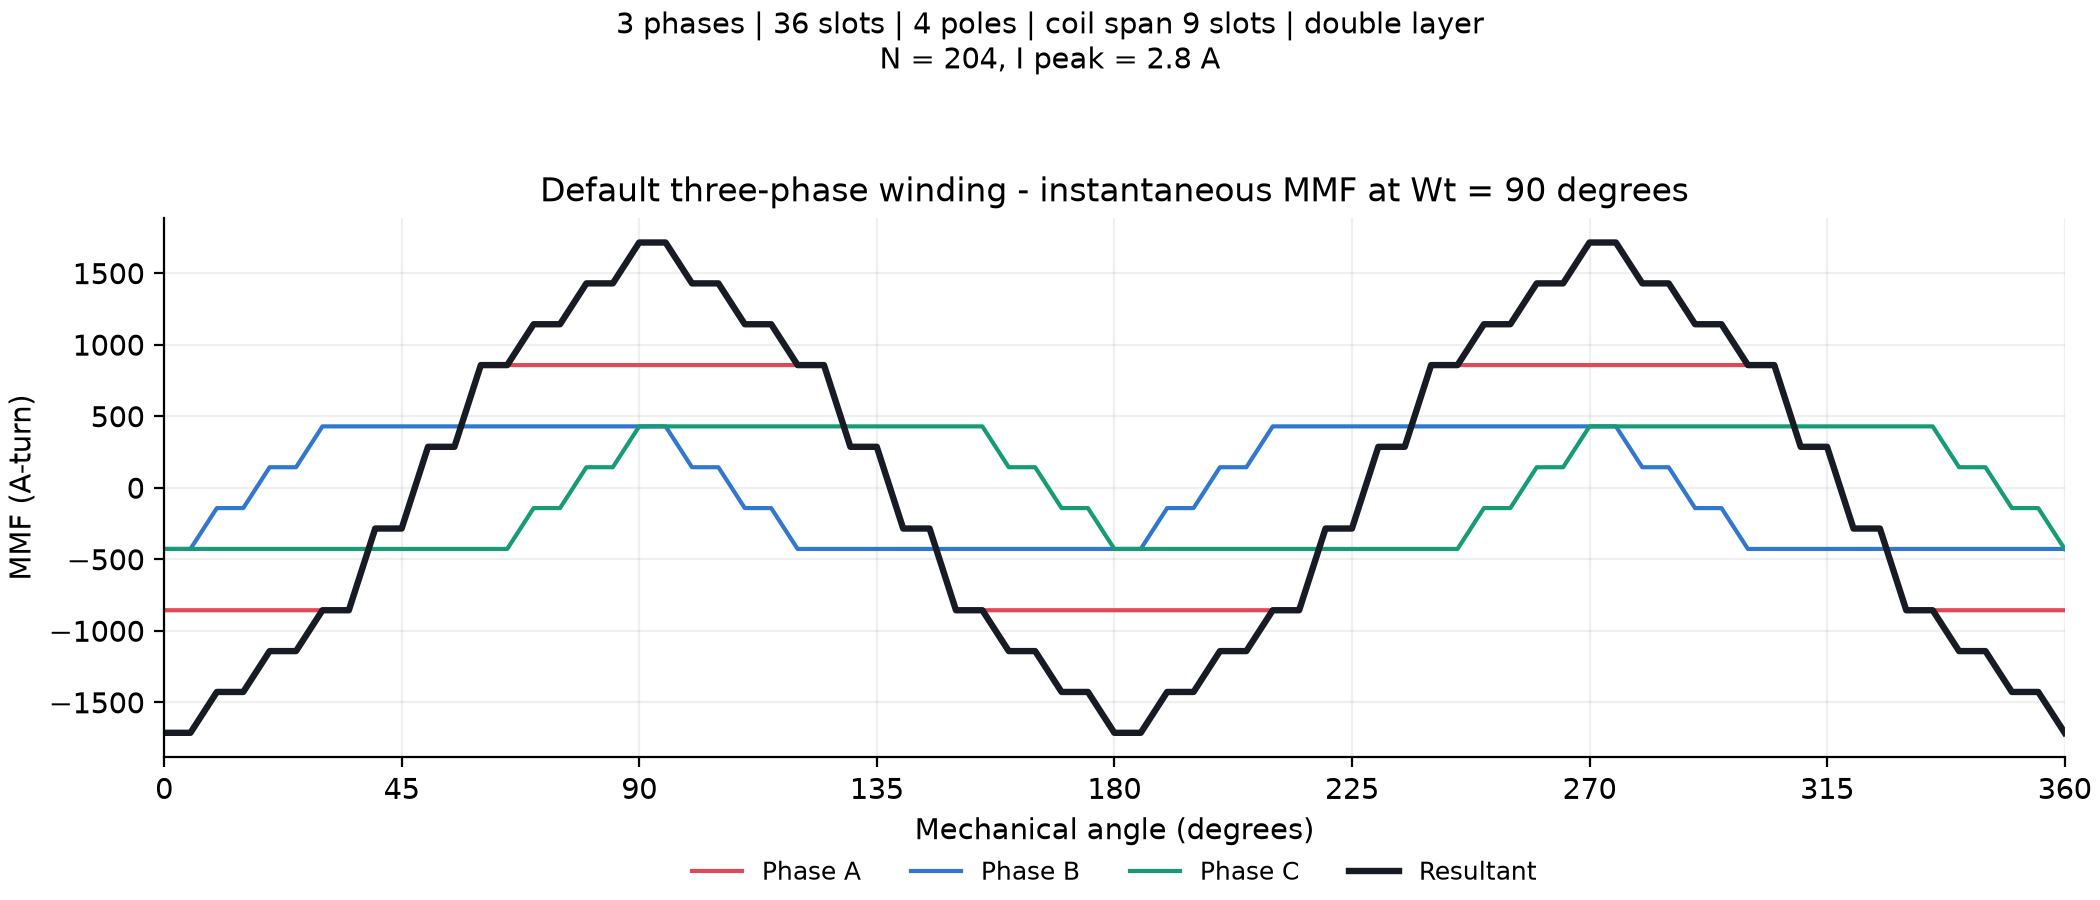 3 phases | 36 slots | 4 poles | coil span 9 slots | double layer
N = 204, I peak = 2.8 A
Default three-phase winding - instantaneous MMF at Wt = 90 degrees
MMF (A-turn)
1500
1000
500
0
−500
−1000
−1500
0 45 90 135 180 225 270 315 360
Mechanical angle (degrees)
Phase A Phase B Phase C Resultant